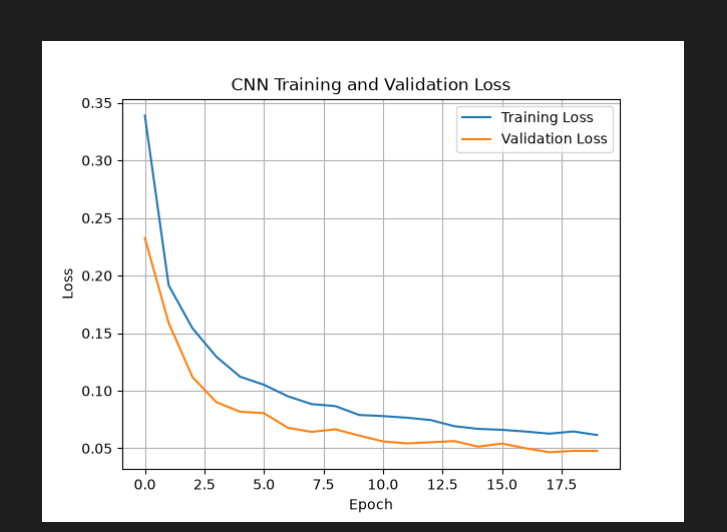 CNN Training and Validation Loss
0.35
0.30
0.25
0.20
0.15
0.10
0.05
Loss
Training Loss
Validation Loss
0.0 2.5 5.0 7.5 10.0 12.5 15.0 17.5
Epoch